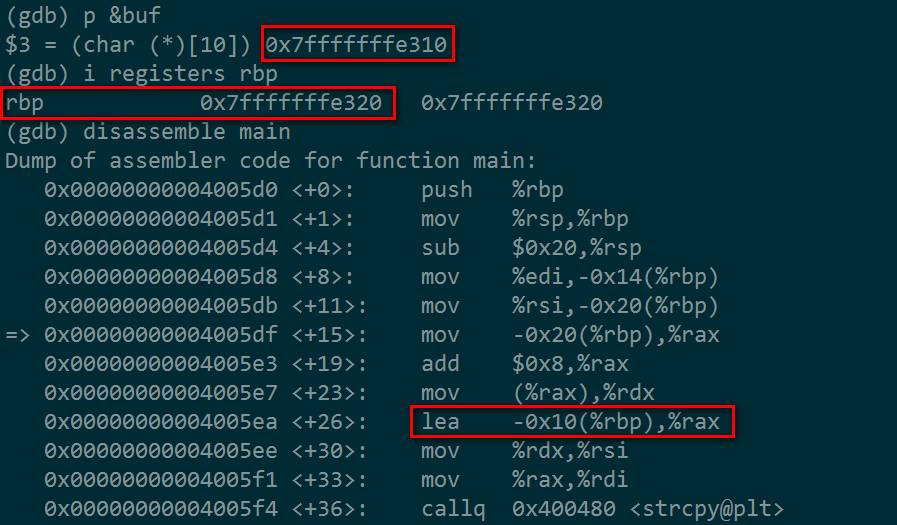 (gdb) p &buf
$3 = (char (*)[10]) 0x7fffffffe310
(gdb) i registers rbp
rbp            0x7fffffffe320   0x7fffffffe320
(gdb) disassemble main
Dump of assembler code for function main:
   0x00000000004005d0 <+0>:     push   %rbp
   0x00000000004005d1 <+1>:     mov    %rsp,%rbp
   0x00000000004005d4 <+4>:     sub    $0x20,%rsp
   0x00000000004005d8 <+8>:     mov    %edi,-0x14(%rbp)
   0x00000000004005db <+11>:    mov    %rsi,-0x20(%rbp)
=> 0x00000000004005df <+15>:    mov    -0x20(%rbp),%rax
   0x00000000004005e3 <+19>:    add    $0x8,%rax
   0x00000000004005e7 <+23>:    mov    (%rax),%rdx
   0x00000000004005ea <+26>:    lea    -0x10(%rbp),%rax
   0x00000000004005ee <+30>:    mov    %rdx,%rsi
   0x00000000004005f1 <+33>:    mov    %rax,%rdi
   0x00000000004005f4 <+36>:    callq  0x400480 <strcpy@plt>